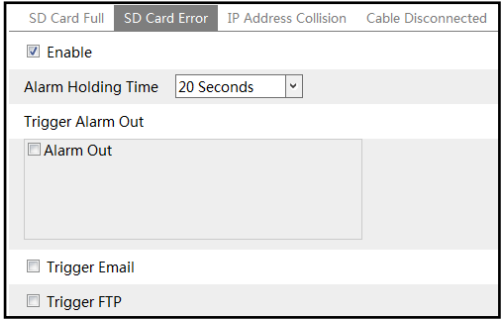 SD Card Full SD Card Error IP Address Collision Cable Disconnected
Enable
Alarm Holding Time 20 Seconds
Trigger Alarm Out
Alarm Out
Trigger Email
Trigger FTP